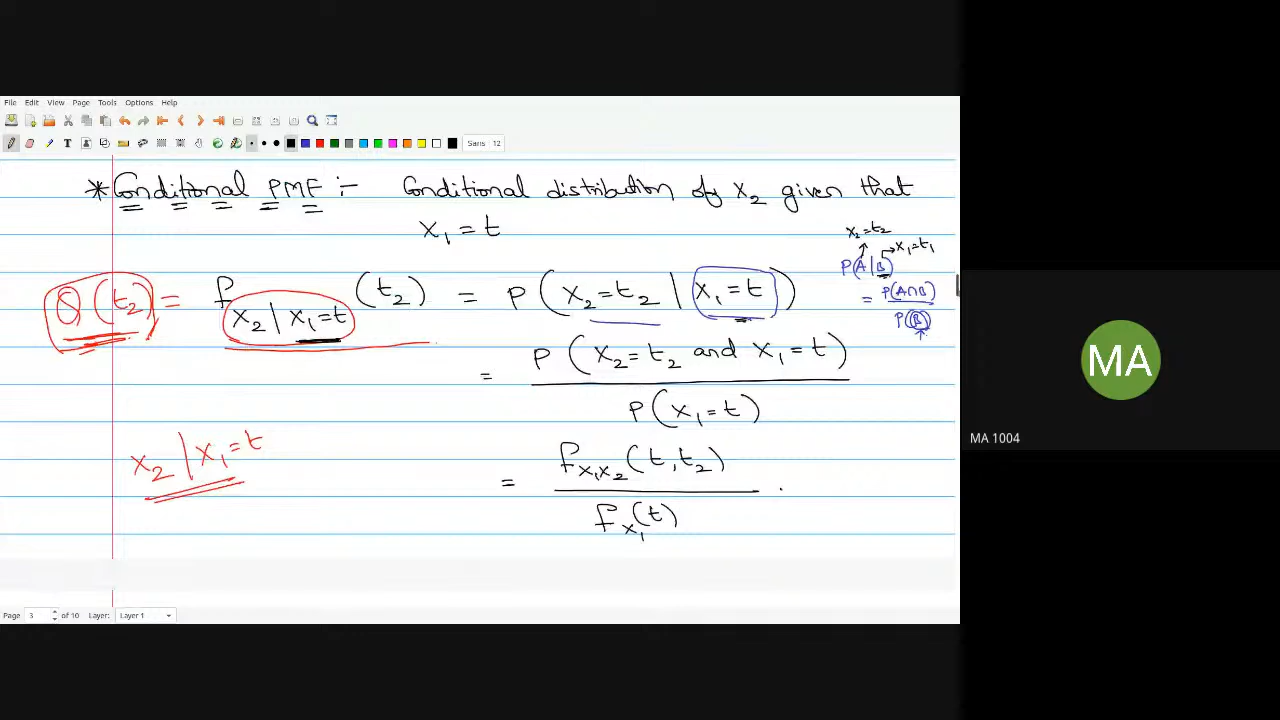 File Edit View Page Tools Options Help
Sans 12
* Conditional PMF :- Conditional distribution of X₂ given that
X₁ = t
X₂=t₂
X₁=t₁
P(A|B)
= P(A∩B)
P(B)
Q(t₂) = f X₂|X₁=t (t₂) = P(X₂=t₂ | X₁=t)
= P(X₂=t₂ and X₁=t)
P(X₁=t)
X₂|X₁=t
= f X₁X₂ (t,t₂) .
f X₁ (t)
Page 3 of 10 Layer: Layer 1
MA
MA 1004